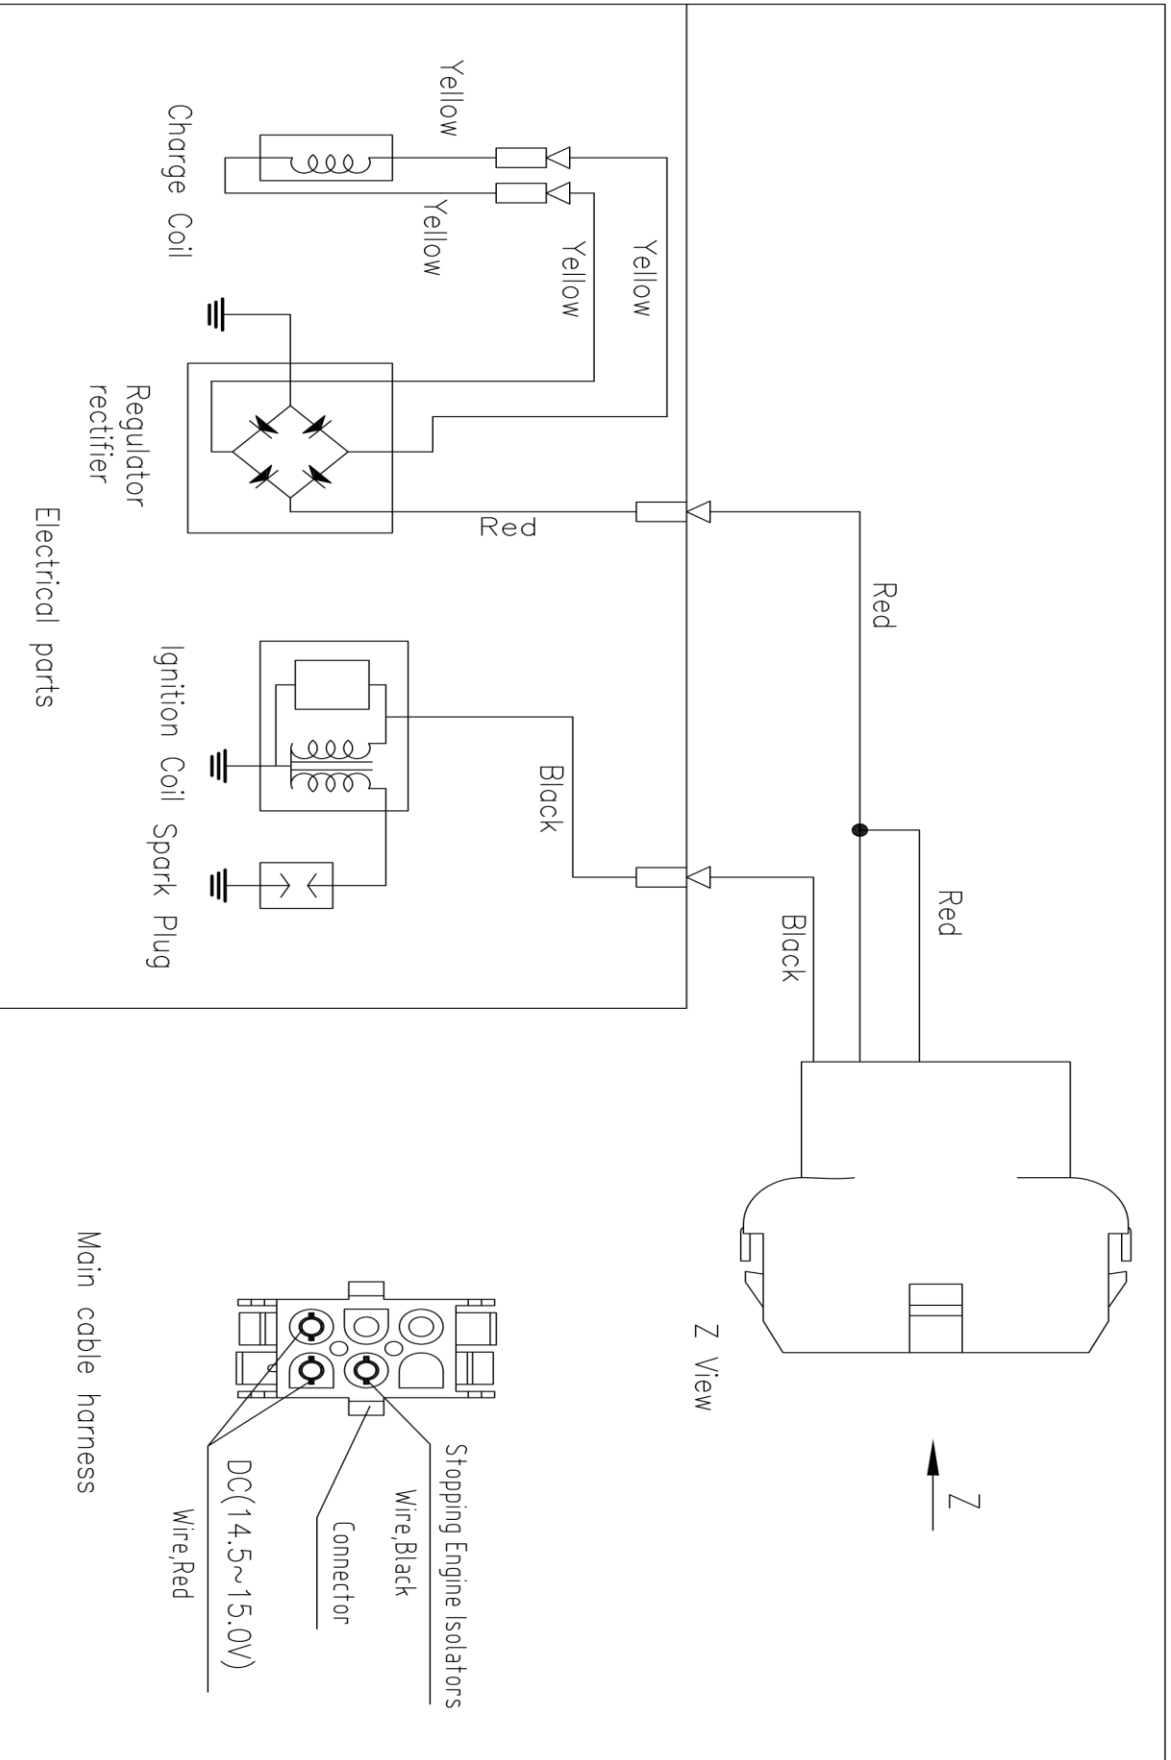 Yellow
Yellow
Yellow
Yellow
Charge Coil
Regulator
rectifier
Red
Red
Red
Black
Black
Ignition Coil
Spark Plug
Electrical parts
Z
Z View
Stopping Engine Isolators
Wire,Black
Connector
DC(14.5~15.0V)
Wire,Red
Main cable harness